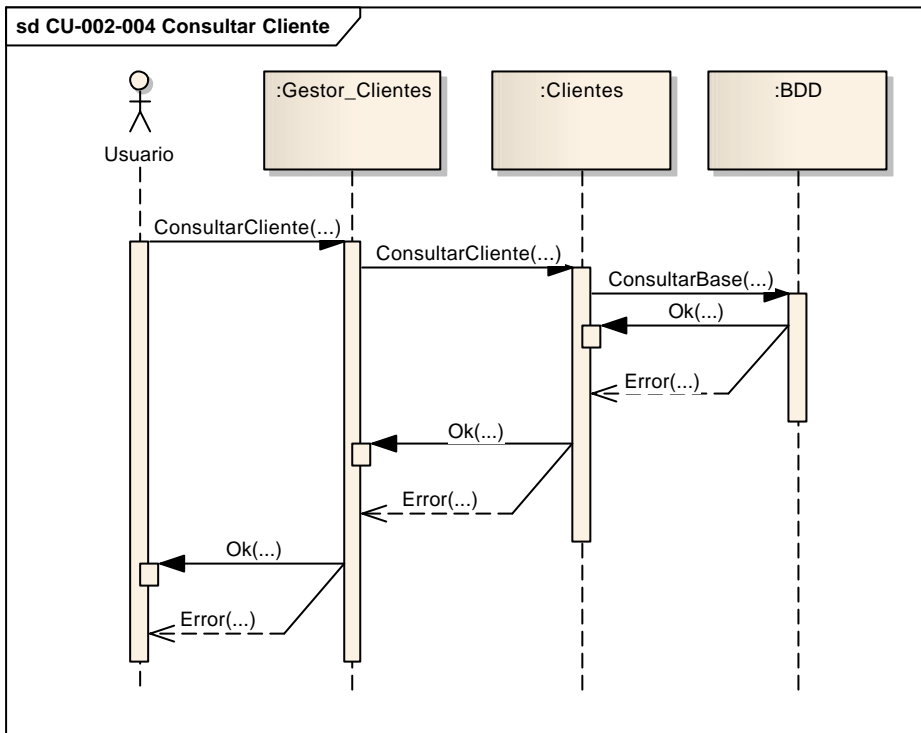 sd CU-002-004 Consultar Cliente
Usuario
:Gestor_Clientes
:Clientes
:BDD
ConsultarCliente(...)
ConsultarCliente(...)
ConsultarBase(...)
Ok(...)
Error(...)
Ok(...)
Error(...)
Ok(...)
Error(...)